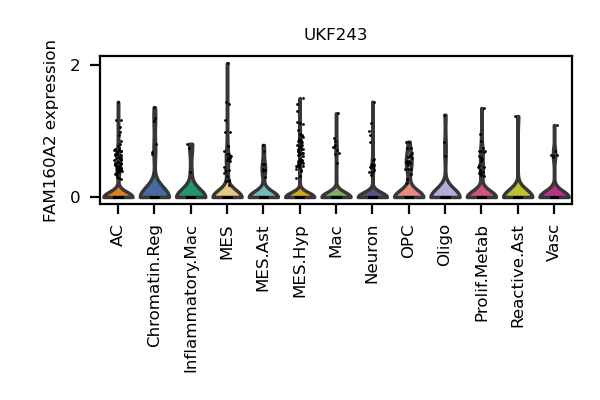 UKF243
FAM160A2 expression
2
0
AC
Chromatin.Reg
Inflammatory.Mac
MES
MES.Ast
MES.Hyp
Mac
Neuron
OPC
Oligo
Prolif.Metab
Reactive.Ast
Vasc